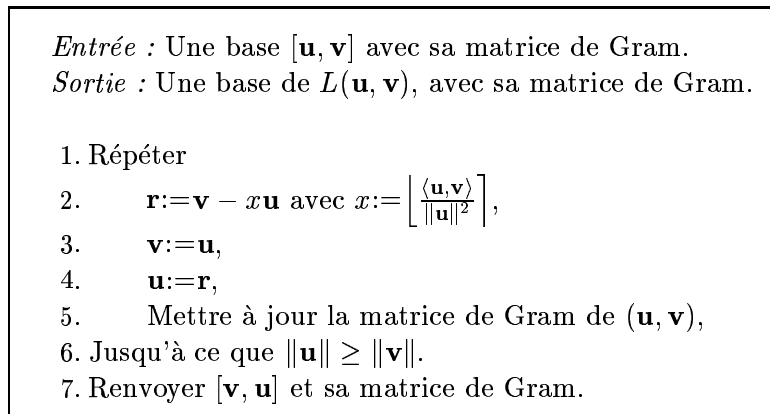 Entrée : Une base [u, v] avec sa matrice de Gram.
Sortie : Une base de L(u, v), avec sa matrice de Gram.
1. Répéter
2. r:=v − xu avec x:=⌊⟨u,v⟩/‖u‖²⌉,
3. v:=u,
4. u:=r,
5. Mettre à jour la matrice de Gram de (u, v),
6. Jusqu'à ce que ‖u‖ ≥ ‖v‖.
7. Renvoyer [v, u] et sa matrice de Gram.